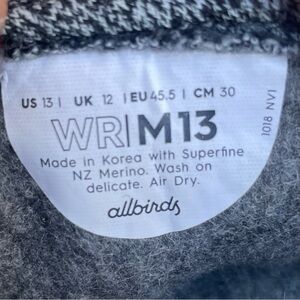 US 13 | UK 12 | EU 45.5 | CM 30
WR|M13
Made in Korea with Superfine
NZ Merino. Wash on
delicate. Air Dry.
allbirds
1018 NV1